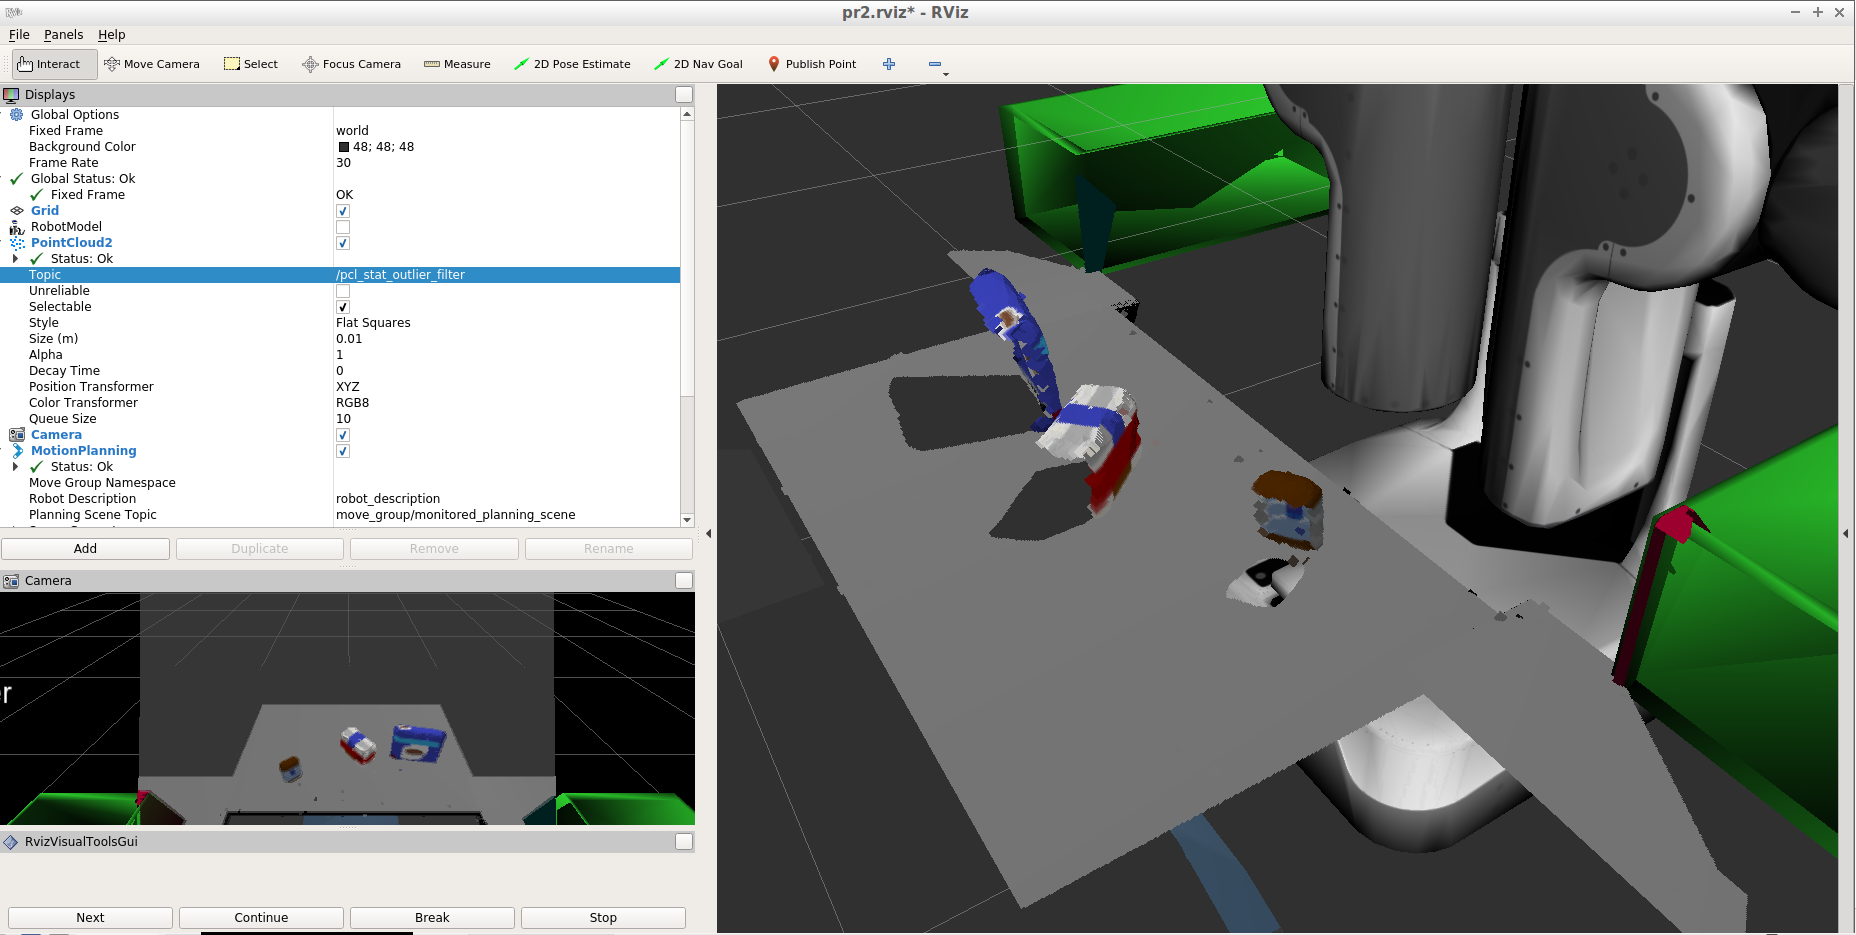 RViz
pr2.rviz* - RViz
File Panels Help
Interact Move Camera Select Focus Camera Measure 2D Pose Estimate 2D Nav Goal Publish Point
Displays
Global Options
Fixed Frame world
Background Color 48; 48; 48
Frame Rate 30
Global Status: Ok
Fixed Frame OK
Grid
RobotModel
PointCloud2
Status: Ok
Topic /pcl_stat_outlier_filter
Unreliable
Selectable
Style Flat Squares
Size (m) 0.01
Alpha 1
Decay Time 0
Position Transformer XYZ
Color Transformer RGB8
Queue Size 10
Camera
MotionPlanning
Status: Ok
Move Group Namespace
Robot Description robot_description
Planning Scene Topic move_group/monitored_planning_scene
Add Duplicate Remove Rename
Camera
er
RvizVisualToolsGui
Next Continue Break Stop